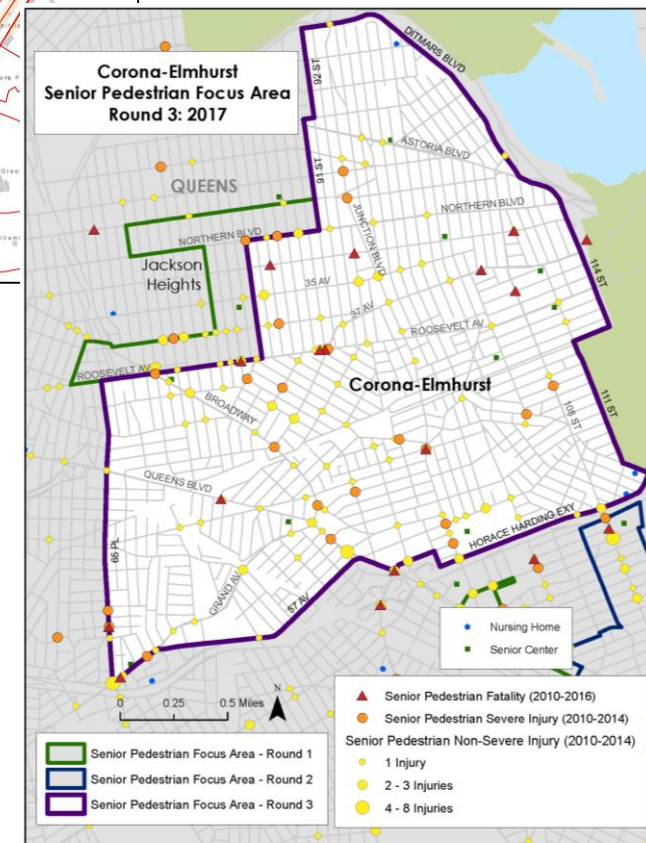 Corona-Elmhurst
Senior Pedestrian Focus Area
Round 3: 2017
DITMARS BLVD
92 ST
ASTORIA BLVD
91 ST
QUEENS
JUNCTION BLVD
NORTHERN BLVD
NORTHERN BLVD
114 ST
Jackson
Heights
35 AV
37 AV
ROOSEVELT AV
ROOSEVELT AV
Corona-Elmhurst
111 ST
108 ST
BROADWAY
QUEENS BLVD
HORACE HARDING EXY
65 PL
GRAND AV
57 AV
Nursing Home
Senior Center
N
0 0.25 0.5 Miles
Senior Pedestrian Fatality (2010-2016)
Senior Pedestrian Severe Injury (2010-2014)
Senior Pedestrian Non-Severe Injury (2010-2014)
1 Injury
2 - 3 Injuries
4 - 8 Injuries
Senior Pedestrian Focus Area - Round 1
Senior Pedestrian Focus Area - Round 2
Senior Pedestrian Focus Area - Round 3